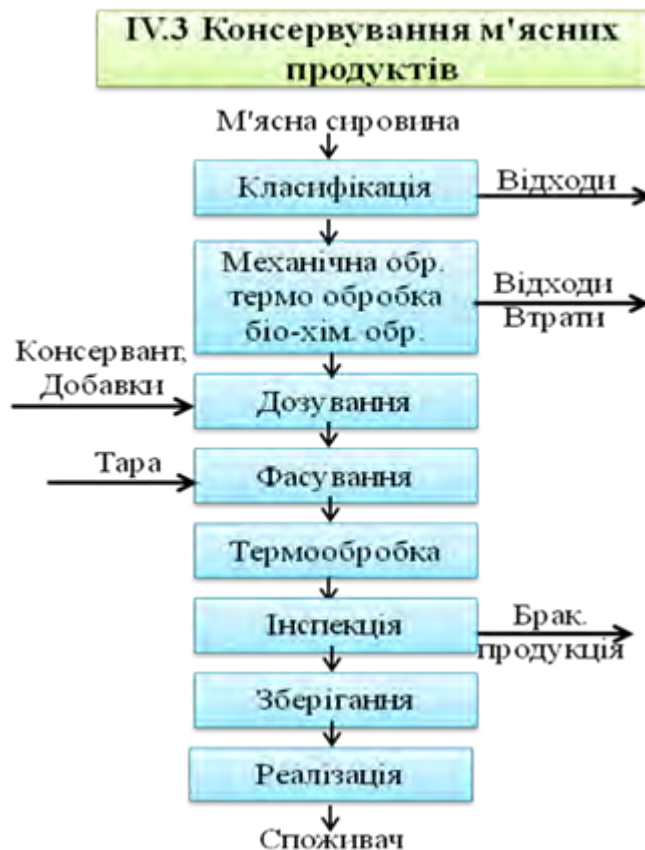 IV.3 Консервування м'ясних
продуктів
М'ясна сировина
Класифікація
Відходи
Механічна обр.
термо обробка
біо-хім. обр.
Відходи
Втрати
Консервант,
Добавки
Дозування
Тара
Фасування
Термообробка
Інспекція
Брак.
продукція
Зберігання
Реалізація
Споживач